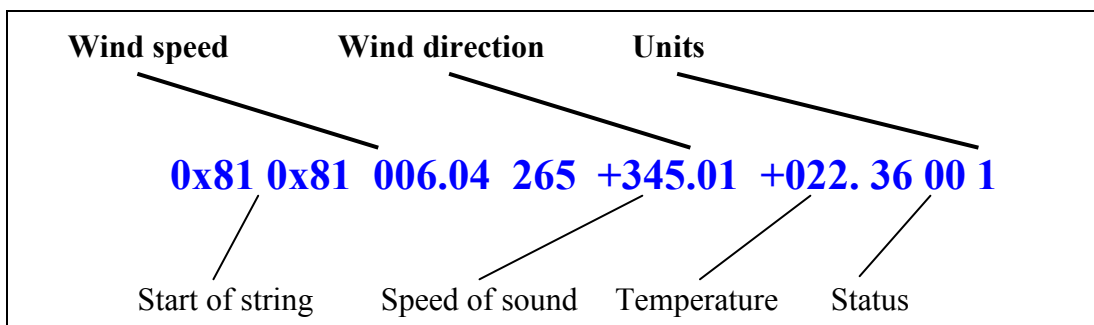 Wind speed Wind direction Units
0x81 0x81 006.04 265 +345.01 +022. 36 00 1
Start of string Speed of sound Temperature Status